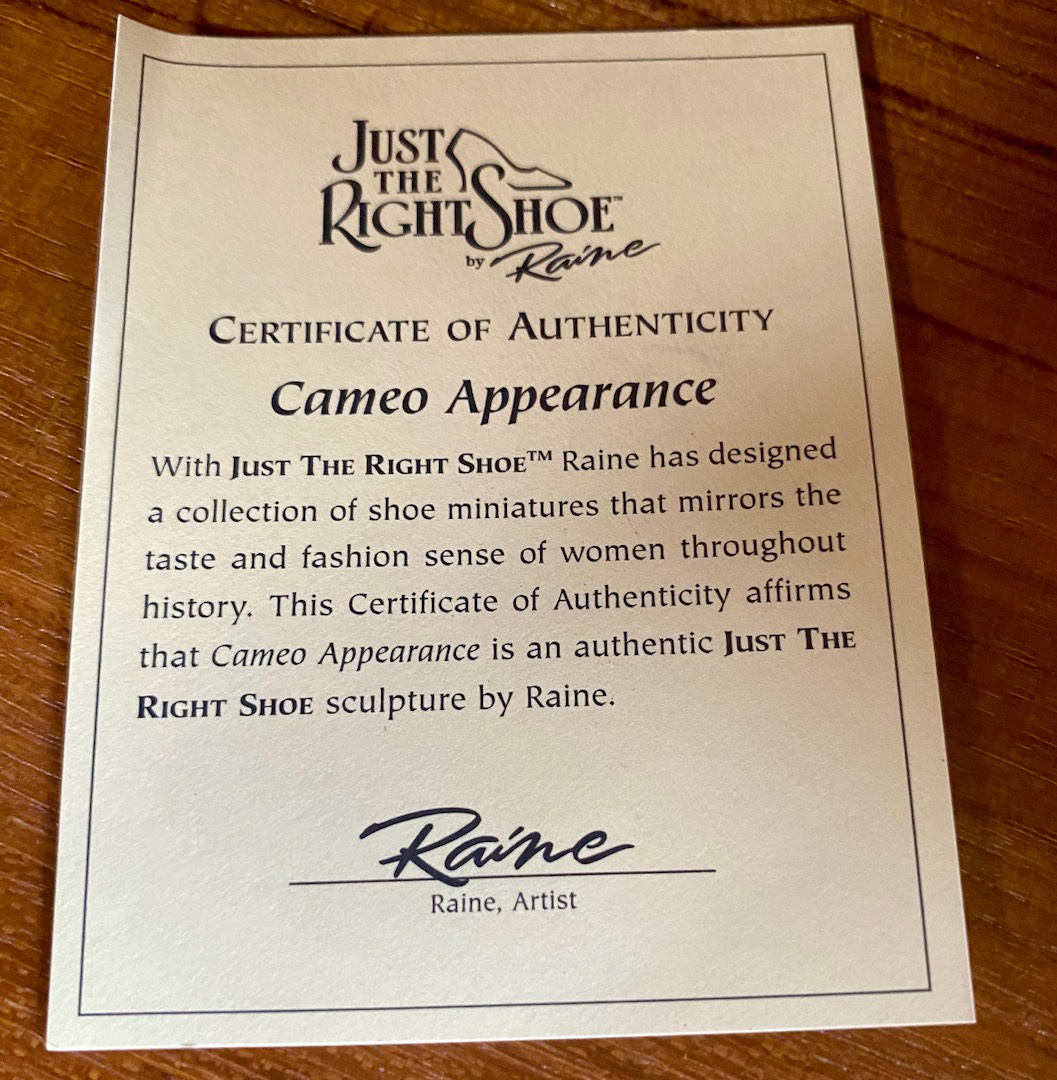 JUST
THE
RIGHT SHOE™
by Raine
CERTIFICATE OF AUTHENTICITY
Cameo Appearance
With JUST THE RIGHT SHOE™ Raine has designed
a collection of shoe miniatures that mirrors the
taste and fashion sense of women throughout
history. This Certificate of Authenticity affirms
that Cameo Appearance is an authentic JUST THE
RIGHT SHOE sculpture by Raine.
Raine
Raine, Artist